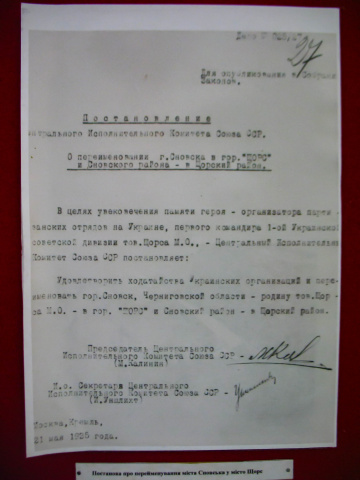 27
Для опубликования в Собрании
Законов.
Постановление
Центрального Исполнительного Комитета Союза ССР.
О переименовании г.Сновска в гор."ЩОРС"
и Сновского района - в Щорский район.
В целях увековечения памяти героя - организатора парти
занских отрядов на Украине, первого командира 1-ой Украинской
советской дивизии тов.Щорса Н.О., - Центральный Исполнительный
Комитет Союза ССР постановляет:
Удовлетворить ходатайства Украинских организаций и пере
именовать гор.Сновск, Черниговской области - родину тов.Щор
са Н.О. - в гор. "ЩОРС" и Сновский район - в Щорский район.
Председатель Центрального
Исполнительного Комитета Союза ССР -
(М.Калинин)
И.о. Секретаря Центрального
Исполнительного Комитета Союза ССР -
(И.Уншлихт)
Москва, Кремль,
21 мая 1935 года.
Постанова про перейменування міста Сновська у місто Щорс